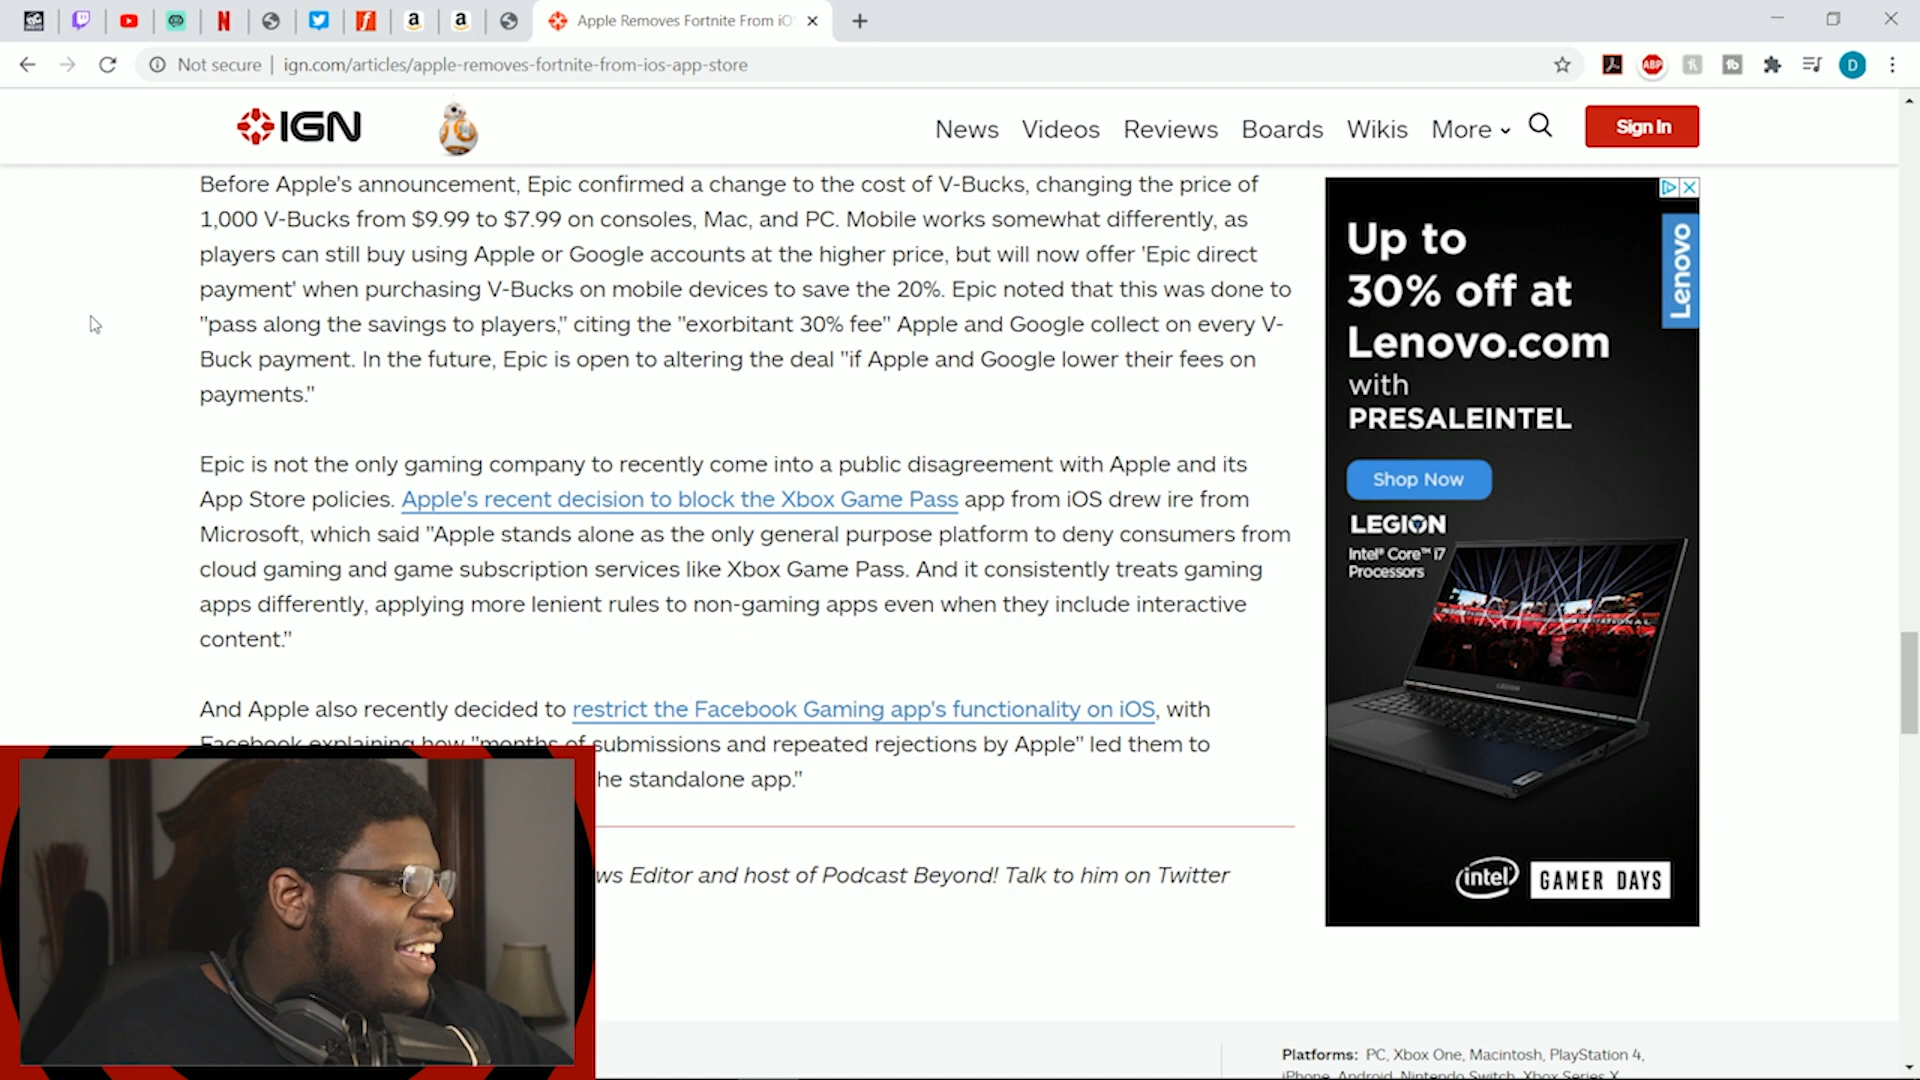 Apple Removes Fortnite From iO
Not secure | ign.com/articles/apple-removes-fortnite-from-ios-app-store
ABP
D
IGN
News Videos Reviews Boards Wikis More
Sign In
Before Apple's announcement, Epic confirmed a change to the cost of V-Bucks, changing the price of
1,000 V-Bucks from $9.99 to $7.99 on consoles, Mac, and PC. Mobile works somewhat differently, as
players can still buy using Apple or Google accounts at the higher price, but will now offer 'Epic direct
payment' when purchasing V-Bucks on mobile devices to save the 20%. Epic noted that this was done to
"pass along the savings to players," citing the "exorbitant 30% fee" Apple and Google collect on every V-
Buck payment. In the future, Epic is open to altering the deal "if Apple and Google lower their fees on
payments."
Epic is not the only gaming company to recently come into a public disagreement with Apple and its
App Store policies. Apple's recent decision to block the Xbox Game Pass app from iOS drew ire from
Microsoft, which said "Apple stands alone as the only general purpose platform to deny consumers from
cloud gaming and game subscription services like Xbox Game Pass. And it consistently treats gaming
apps differently, applying more lenient rules to non-gaming apps even when they include interactive
content."
And Apple also recently decided to restrict the Facebook Gaming app's functionality on iOS, with
Facebook explaining how "months of submissions and repeated rejections by Apple" led them to
he standalone app."
ws Editor and host of Podcast Beyond! Talk to him on Twitter
Up to
30% off at
Lenovo.com
with
PRESALEINTEL
Lenovo
Shop Now
LEGION
Intel® Core™ i7
Processors
intel GAMER DAYS
Platforms: PC, Xbox One, Macintosh, PlayStation 4,
iPhone, Android, Nintendo Switch, Xbox Series X